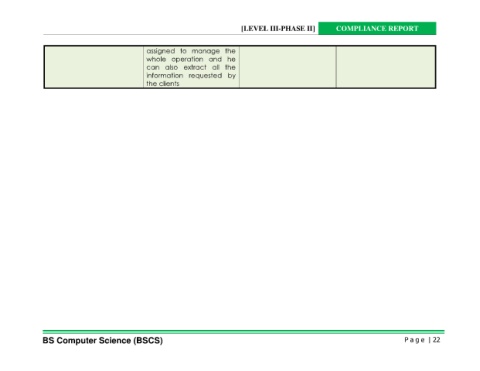 [LEVEL III-PHASE II] COMPLIANCE REPORT
assigned to manage the
whole operation and he
can also extract all the
information requested by
the clients
BS Computer Science (BSCS) Page | 22